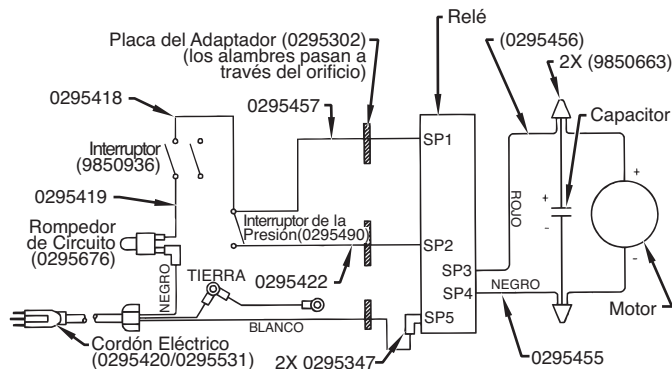 Relé
Placa del Adaptador (0295302)
(los alambres pasan a
través del orificio)
(0295456)
2X (9850663)
0295418
0295457
Capacitor
SP1
Interruptor
(9850936)
0295419
ROJO
+
-
+
-
Rompedor
de Circuito
(0295676)
Interruptor de la
Presión(0295490)
SP2
0295422
TIERRA
NEGRO
SP3
SP4
NEGRO
Motor
BLANCO
SP5
Cordón Eléctrico
(0295420/0295531)
2X 0295347
0295455